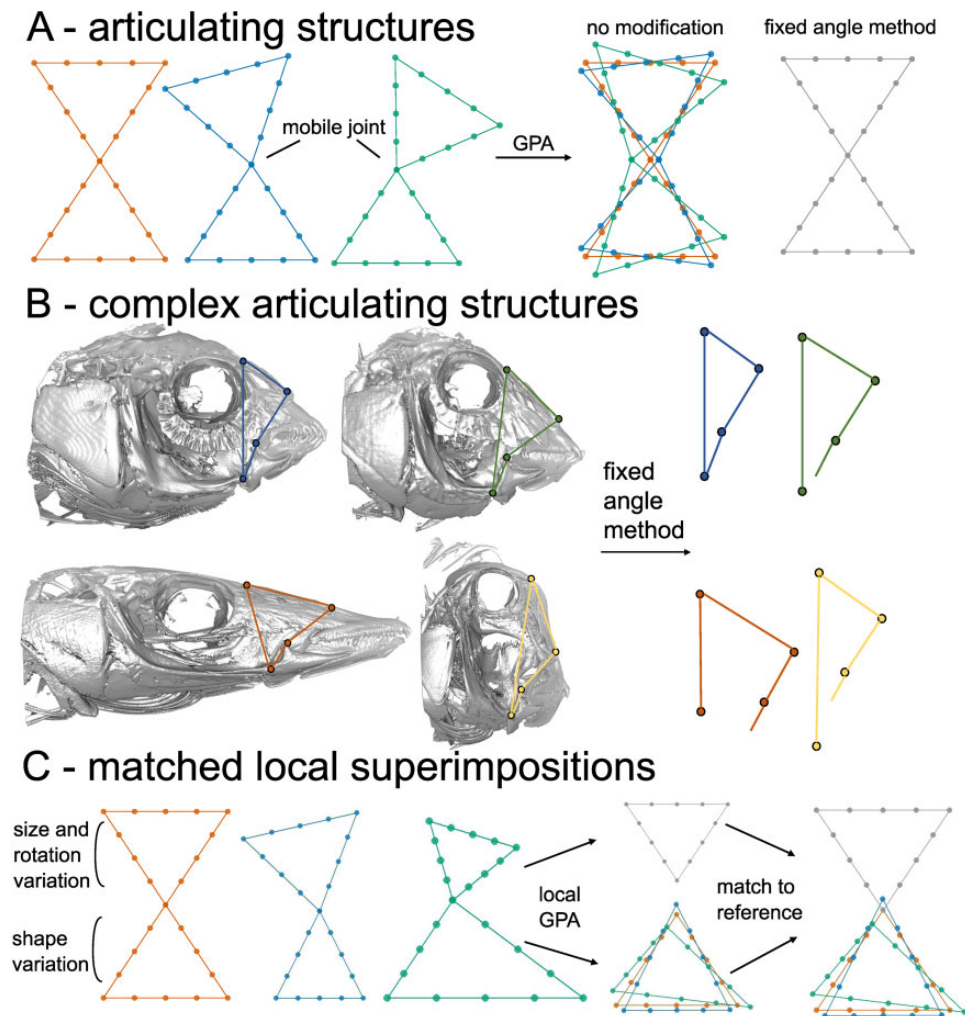 A - articulating structures
no modification
fixed angle method
mobile joint
GPA
B - complex articulating structures
fixed
angle
method
C - matched local superimpositions
size and
rotation
variation
shape
variation
local
GPA
match to
reference